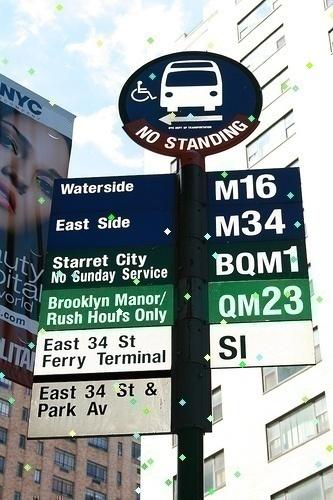 NYC
NO STANDING
Waterside
M16
East Side
M34
Starret City
No Sunday Service
BQM1
Brooklyn Manor/
Rush Hours Only
QM23
East 34 St
Ferry Terminal
SI
East 34 St &
Park Av